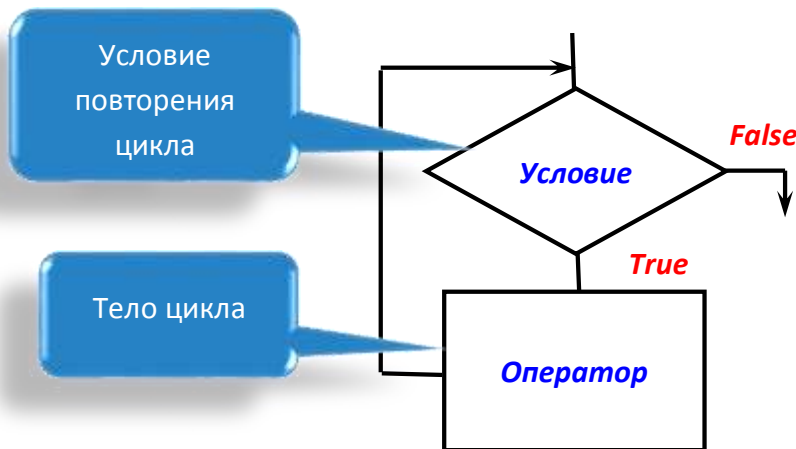 Условие
повторения
цикла
False
Условие
True
Тело цикла
Оператор